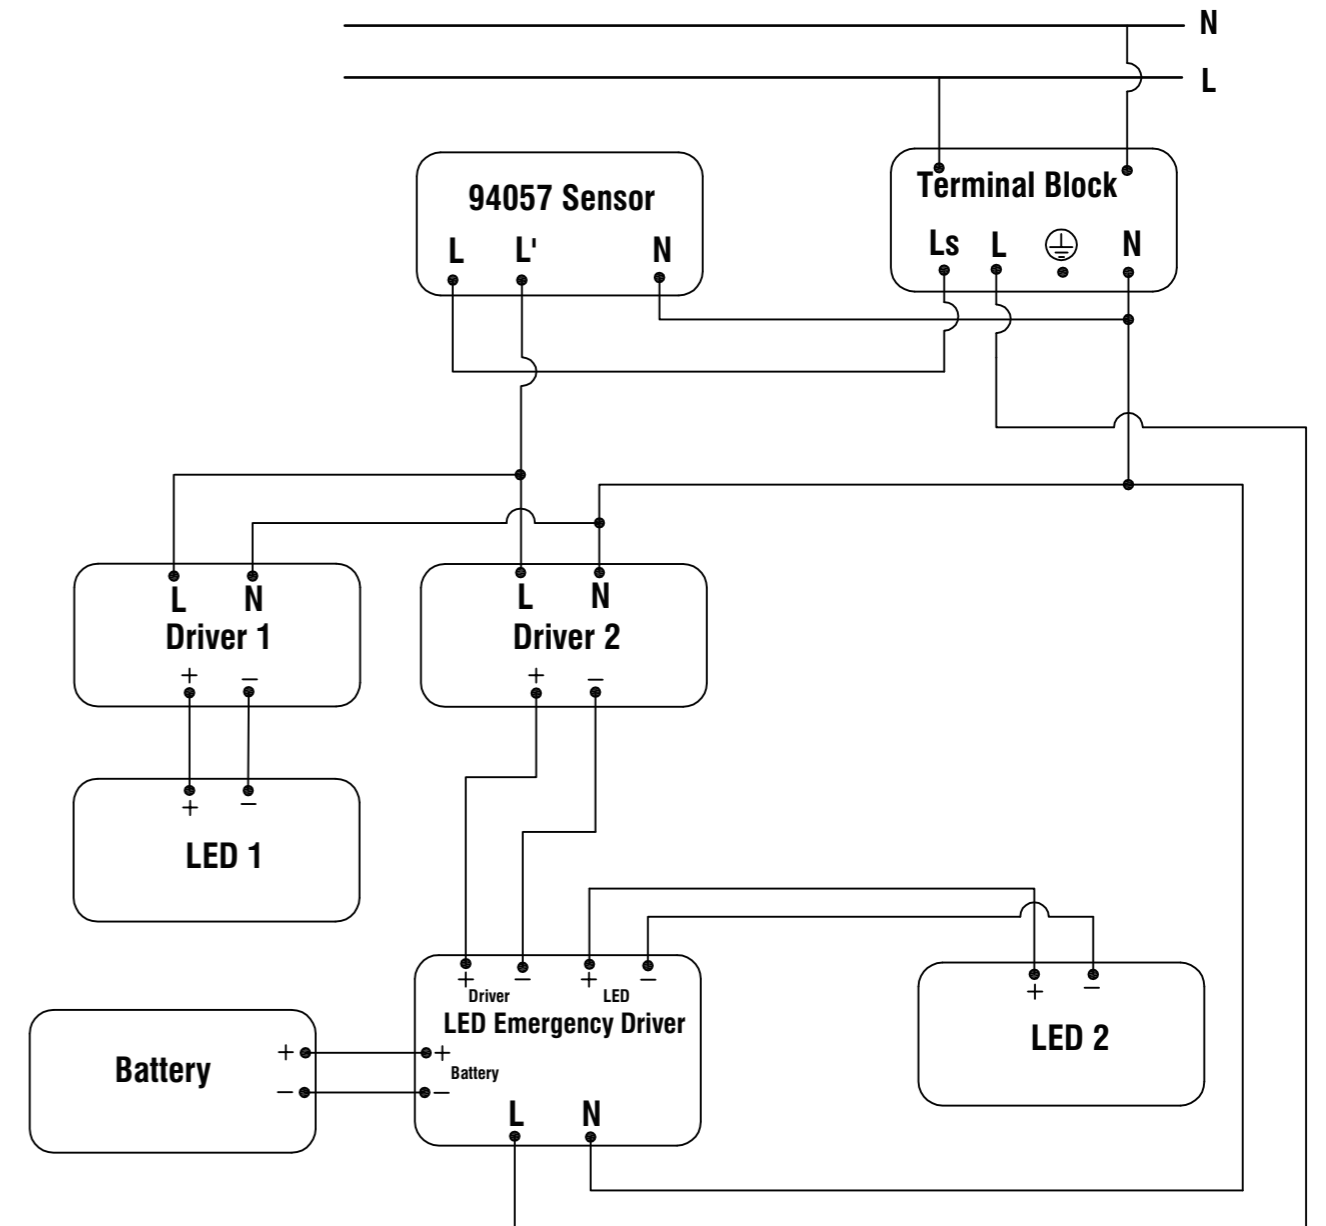 N
L
94057 Sensor
L L' N
Terminal Block
Ls L N
L N
Driver 1
+ −
L N
Driver 2
+ −
+ −
LED 1
+ − + −
Driver LED
LED Emergency Driver
+ −
LED 2
Battery
+ +
− −
Battery
L N